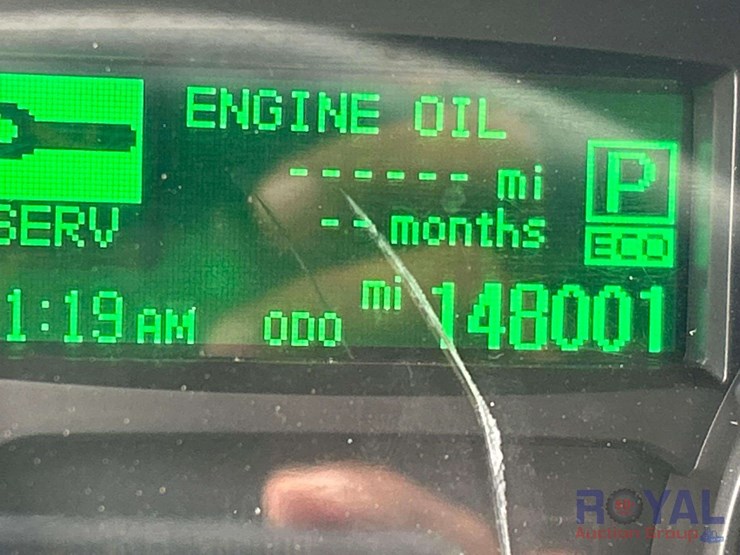 ENGINE OIL
------ mi
SERV
-- months
P
ECO
1:19 AM
ODO mi 148001
ROYAL
Auction Group